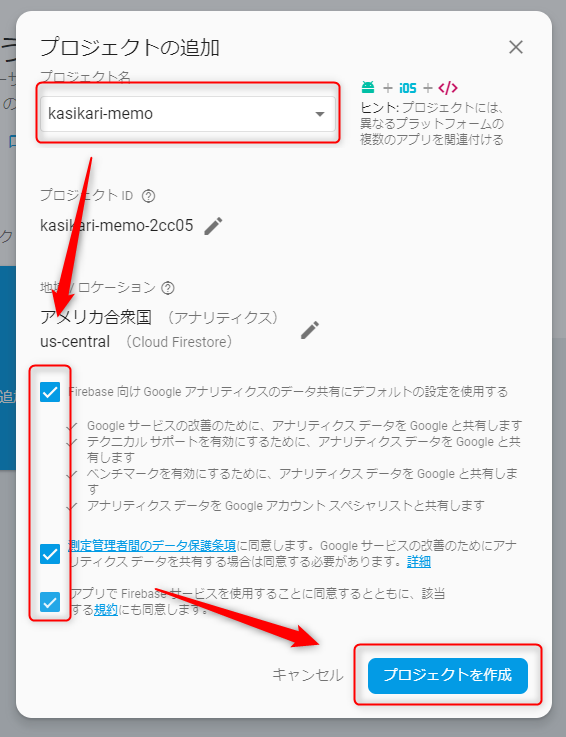 プロジェクトの追加
プロジェクト名
kasikari-memo
+ iOS + </>
ヒント: プロジェクトには、
異なるプラットフォームの
複数のアプリを関連付ける
プロジェクト ID
kasikari-memo-2cc05
地域 / ロケーション
アメリカ合衆国 (アナリティクス)
us-central (Cloud Firestore)
Firebase 向け Google アナリティクスのデータ共有にデフォルトの設定を使用する
Google サービスの改善のために、アナリティクス データを Google と共有します
テクニカル サポートを有効にするために、アナリティクス データを Google と共
有します
ベンチマークを有効にするために、アナリティクス データを Google と共有しま
す
アナリティクス データを Google アカウント スペシャリストと共有します
測定管理者間のデータ保護条項に同意します。Google サービスの改善のためにアナ
リティクス データを共有する場合は同意する必要があります。詳細
アプリで Firebase サービスを使用することに同意するとともに、該当
する規約にも同意します。
キャンセル
プロジェクトを作成